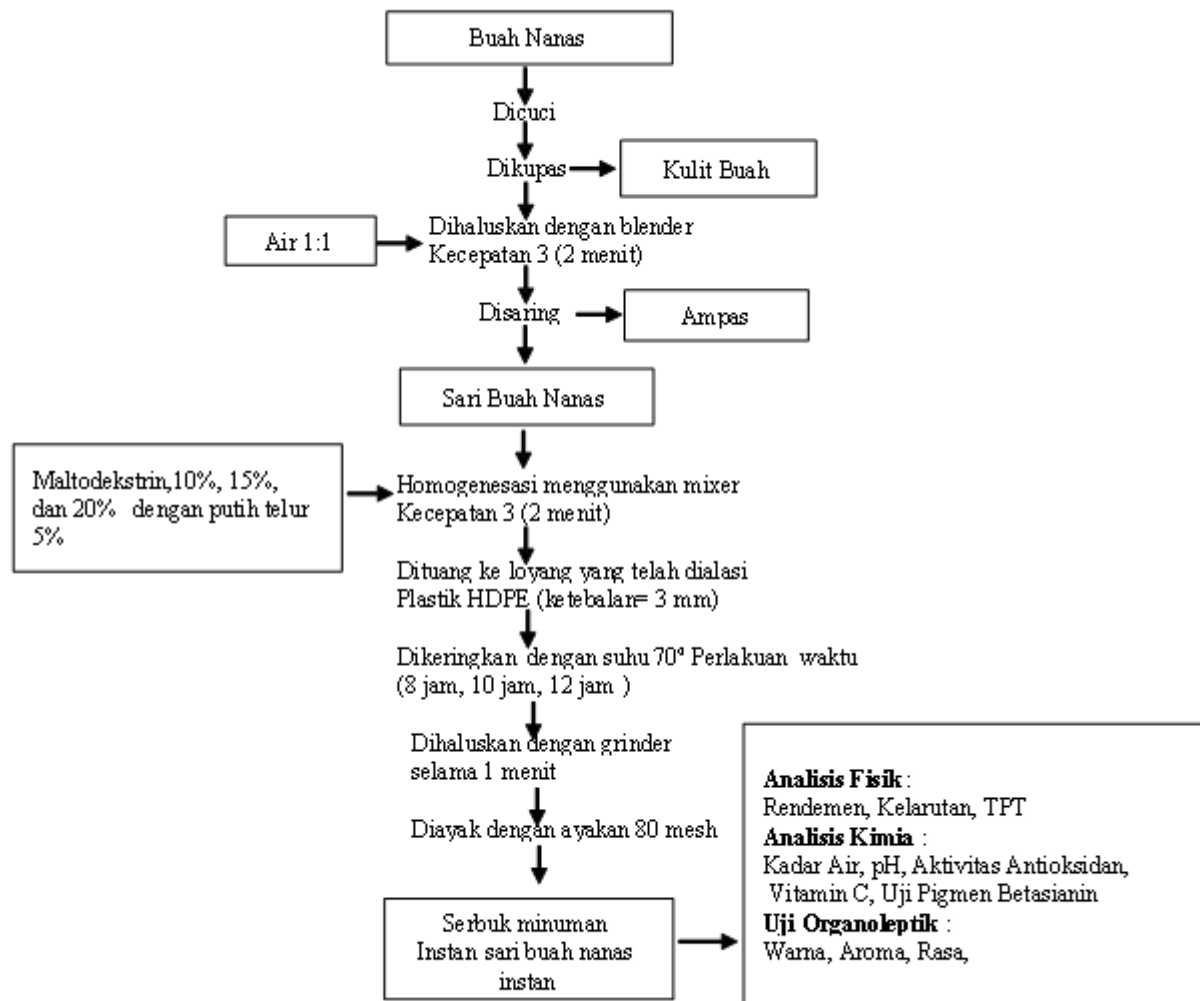 Buah Nanas
Dicuci
Dikupas
Kulit Buah
Air 1:1
Dihaluskan dengan blender
Kecepatan 3 (2 menit)
Disaring
Ampas
Sari Buah Nanas
Maltodekstrin,10%, 15%,
dan 20% dengan putih telur
5%
Homogenesasi menggunakan mixer
Kecepatan 3 (2 menit)
Dituang ke loyang yang telah dialasi
Plastik HDPE (ketebalan= 3 mm)
Dikeringkan dengan suhu 70º Perlakuan waktu
(8 jam, 10 jam, 12 jam )
Dihaluskan dengan grinder
selama 1 menit
Diayak dengan ayakan 80 mesh
Serbuk minuman
Instan sari buah nanas
instan
Analisis Fisik :
Rendemen, Kelarutan, TPT
Analisis Kimia :
Kadar Air, pH, Aktivitas Antioksidan,
Vitamin C, Uji Pigmen Betasianin
Uji Organoleptik :
Warna, Aroma, Rasa,